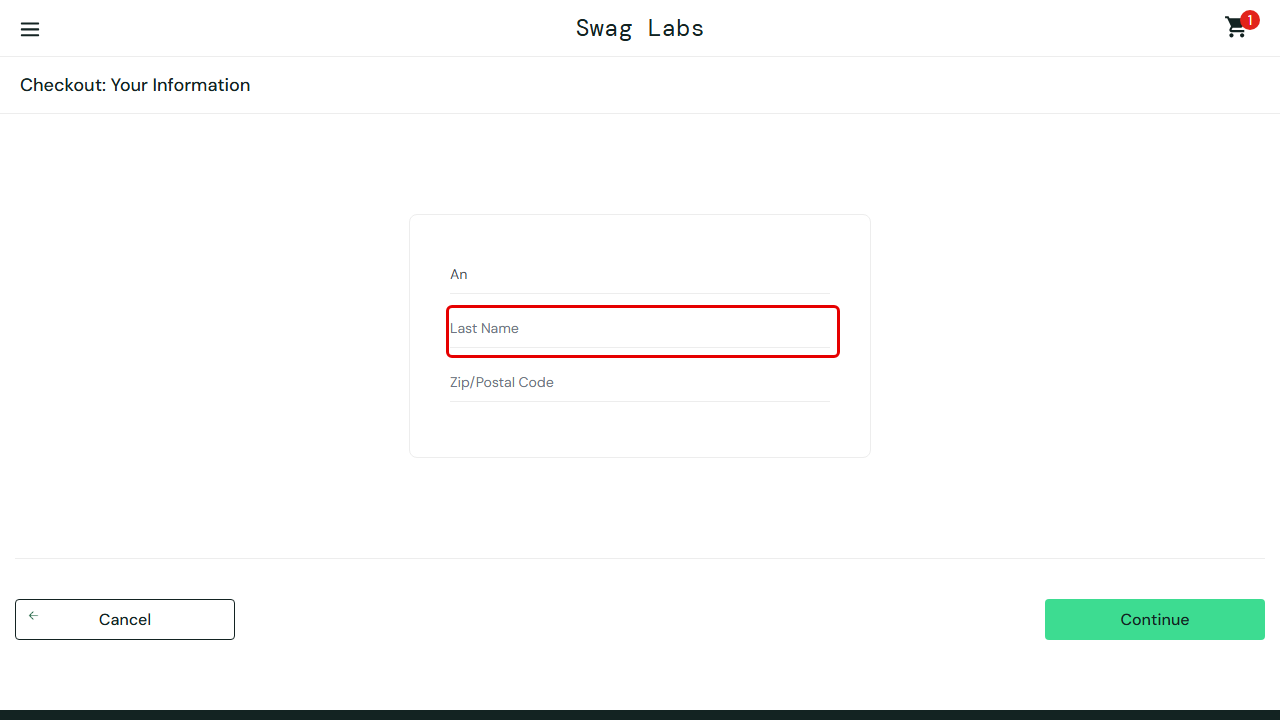 Swag Labs
1
Checkout: Your Information
An
Last Name
Zip/Postal Code
Cancel
Continue